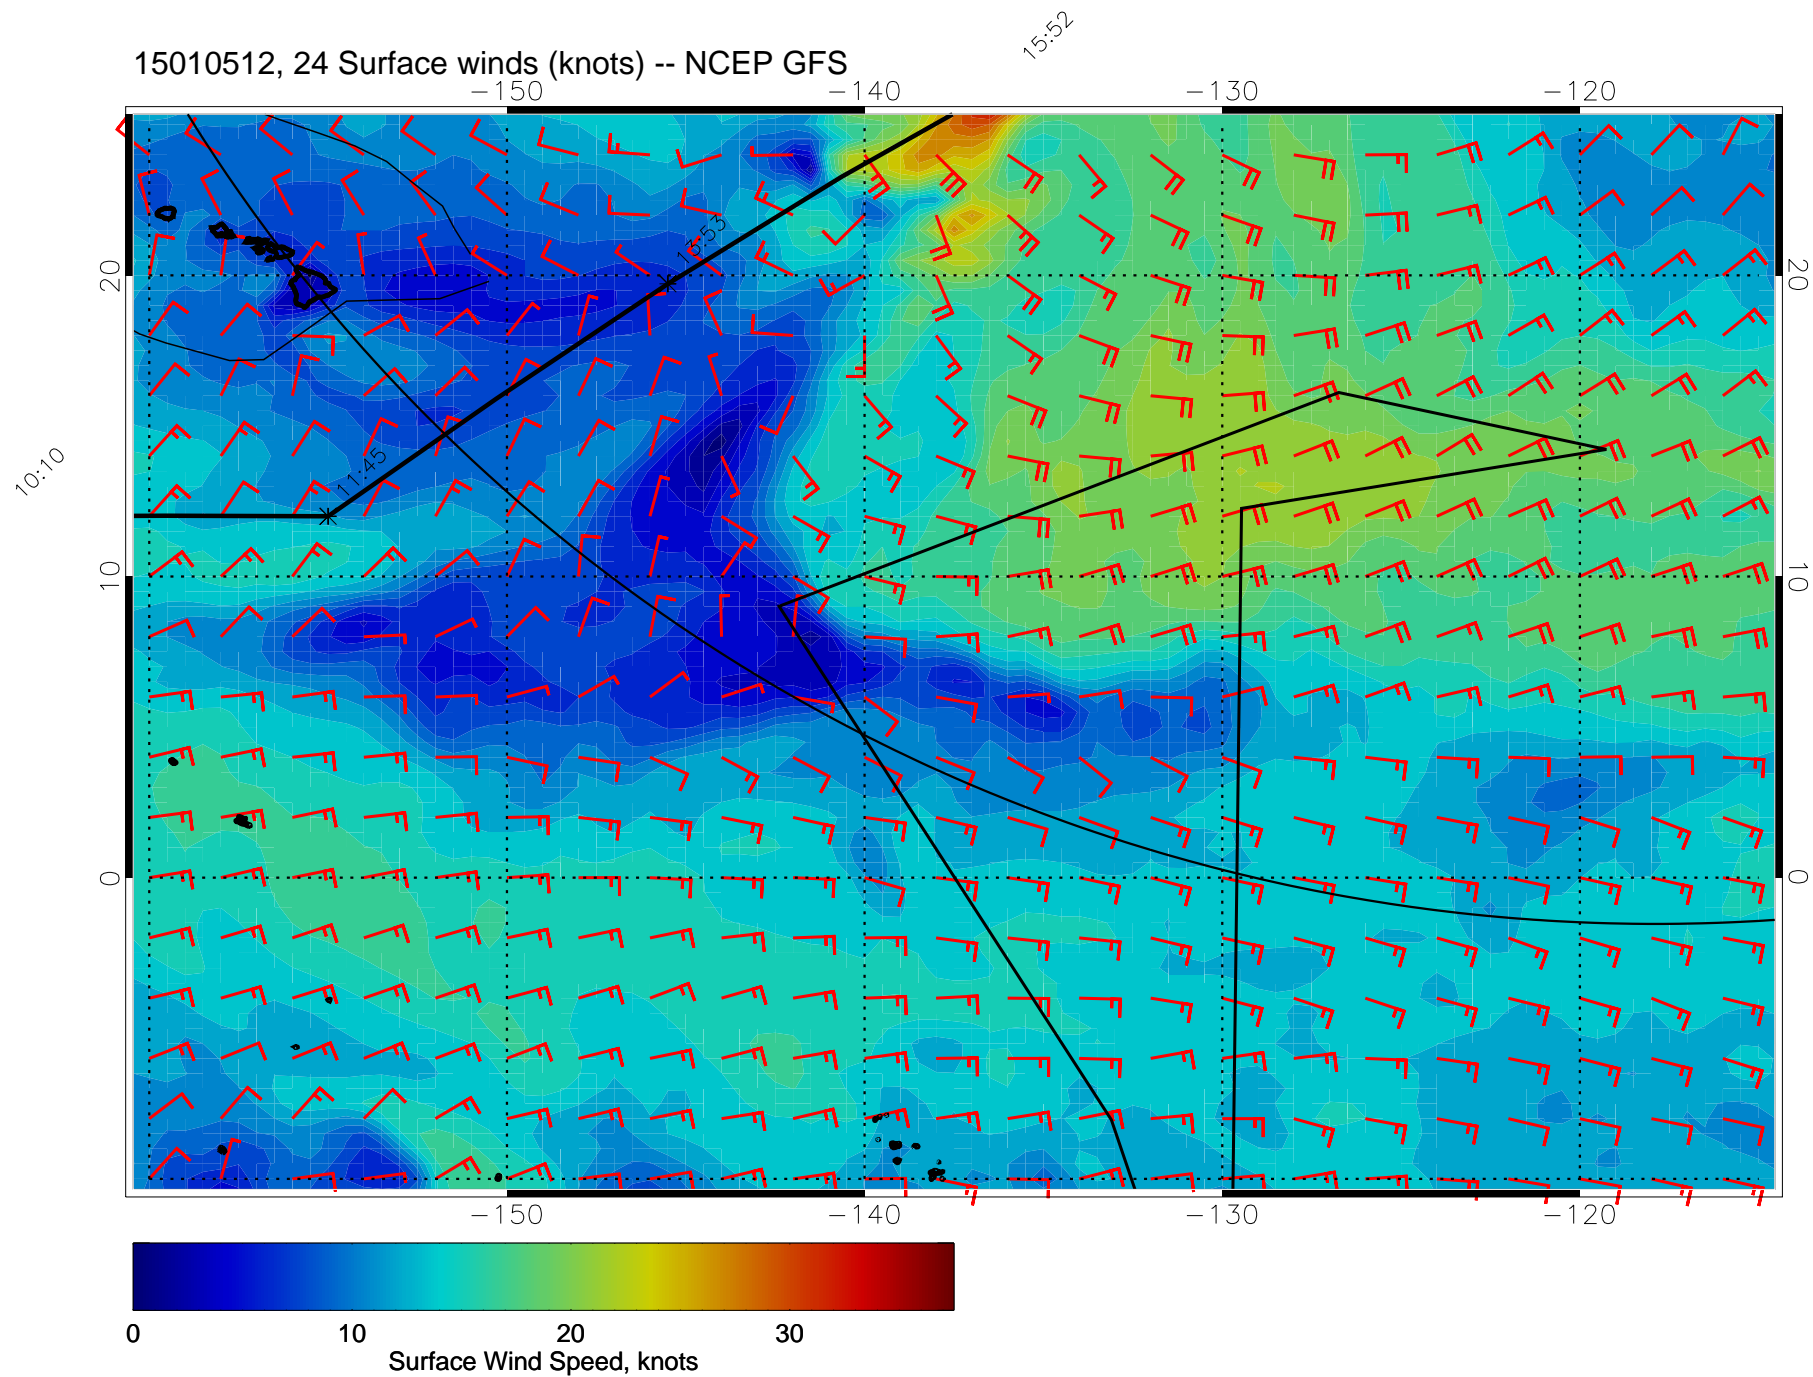 15:52
15010512, 24 Surface winds (knots) -- NCEP GFS
-150 -140 -130 -120
13:53
20 20
11:45
10:10
10 10
0 0
-150 -140 -130 -120
0 10 20 30
Surface Wind Speed, knots